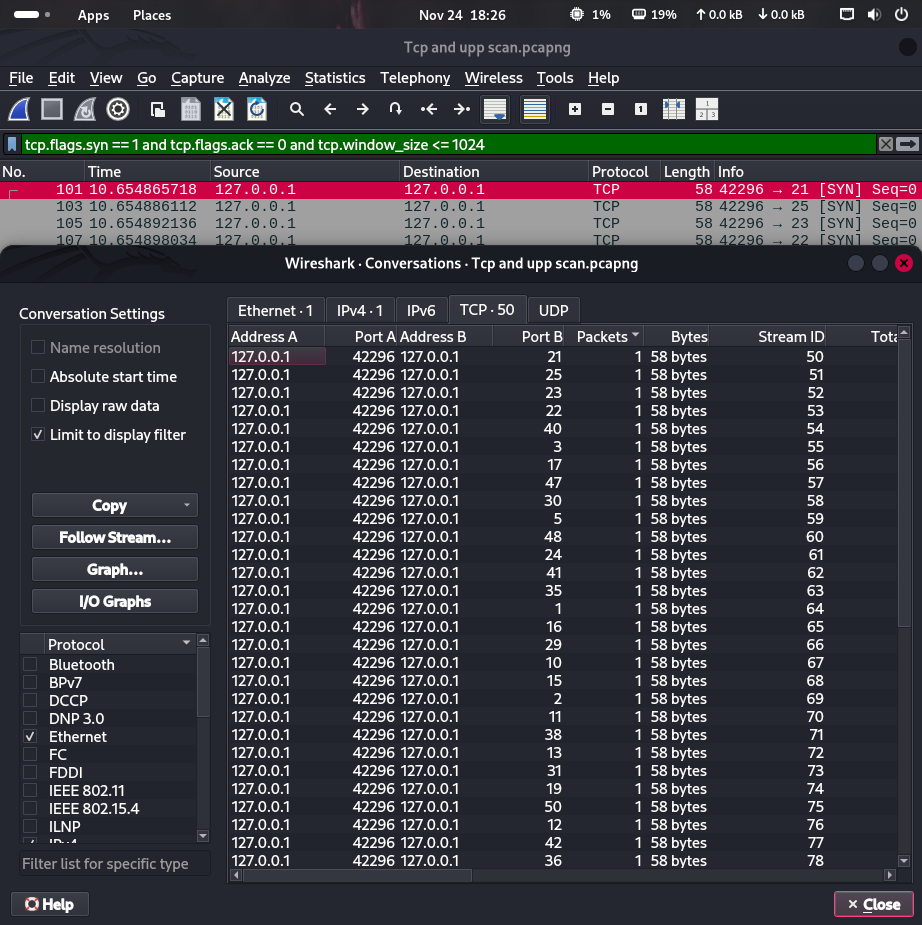 Apps Places Nov 24 18:26 1% 19% 0.0 kB 0.0 kB
Tcp and upp scan.pcapng
File Edit View Go Capture Analyze Statistics Telephony Wireless Tools Help
tcp.flags.syn == 1 and tcp.flags.ack == 0 and tcp.window_size <= 1024
No. Time Source Destination Protocol Length Info
101 10.654865718 127.0.0.1 127.0.0.1 TCP 58 42296 → 21 [SYN] Seq=0
103 10.654886112 127.0.0.1 127.0.0.1 TCP 58 42296 → 25 [SYN] Seq=0
105 10.654892136 127.0.0.1 127.0.0.1 TCP 58 42296 → 23 [SYN] Seq=0
107 10.654898034 127.0.0.1 127.0.0.1 TCP 58 42296 → 22 [SYN] Seq=0
Wireshark · Conversations · Tcp and upp scan.pcapng
Conversation Settings
Name resolution
Absolute start time
Display raw data
Limit to display filter
Copy
Follow Stream...
Graph...
I/O Graphs
Protocol
Bluetooth
BPv7
DCCP
DNP 3.0
Ethernet
FC
FDDI
IEEE 802.11
IEEE 802.15.4
ILNP
IPv4
Filter list for specific type
Ethernet · 1 IPv4 · 1 IPv6 TCP · 50 UDP
Address A Port A Address B Port B Packets Bytes Stream ID Tota
127.0.0.1 42296 127.0.0.1 21 1 58 bytes 50
127.0.0.1 42296 127.0.0.1 25 1 58 bytes 51
127.0.0.1 42296 127.0.0.1 23 1 58 bytes 52
127.0.0.1 42296 127.0.0.1 22 1 58 bytes 53
127.0.0.1 42296 127.0.0.1 40 1 58 bytes 54
127.0.0.1 42296 127.0.0.1 3 1 58 bytes 55
127.0.0.1 42296 127.0.0.1 17 1 58 bytes 56
127.0.0.1 42296 127.0.0.1 47 1 58 bytes 57
127.0.0.1 42296 127.0.0.1 30 1 58 bytes 58
127.0.0.1 42296 127.0.0.1 5 1 58 bytes 59
127.0.0.1 42296 127.0.0.1 48 1 58 bytes 60
127.0.0.1 42296 127.0.0.1 24 1 58 bytes 61
127.0.0.1 42296 127.0.0.1 41 1 58 bytes 62
127.0.0.1 42296 127.0.0.1 35 1 58 bytes 63
127.0.0.1 42296 127.0.0.1 1 1 58 bytes 64
127.0.0.1 42296 127.0.0.1 16 1 58 bytes 65
127.0.0.1 42296 127.0.0.1 29 1 58 bytes 66
127.0.0.1 42296 127.0.0.1 10 1 58 bytes 67
127.0.0.1 42296 127.0.0.1 15 1 58 bytes 68
127.0.0.1 42296 127.0.0.1 2 1 58 bytes 69
127.0.0.1 42296 127.0.0.1 11 1 58 bytes 70
127.0.0.1 42296 127.0.0.1 38 1 58 bytes 71
127.0.0.1 42296 127.0.0.1 13 1 58 bytes 72
127.0.0.1 42296 127.0.0.1 31 1 58 bytes 73
127.0.0.1 42296 127.0.0.1 19 1 58 bytes 74
127.0.0.1 42296 127.0.0.1 50 1 58 bytes 75
127.0.0.1 42296 127.0.0.1 12 1 58 bytes 76
127.0.0.1 42296 127.0.0.1 42 1 58 bytes 77
127.0.0.1 42296 127.0.0.1 36 1 58 bytes 78
Help Close